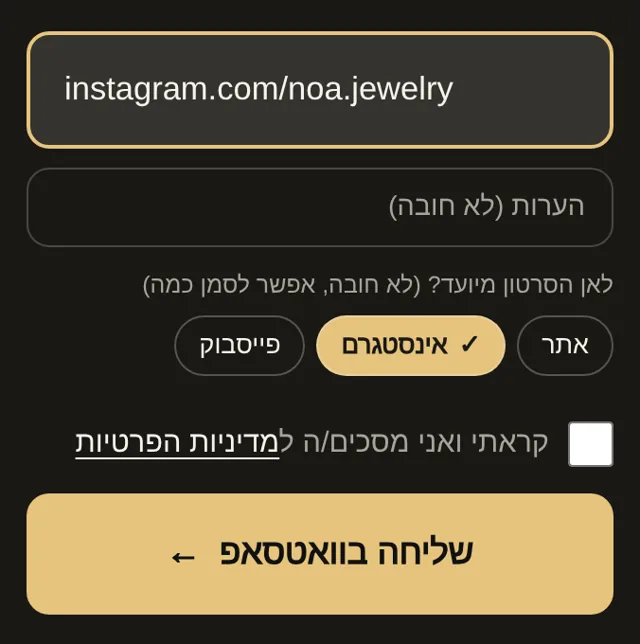 instagram.com/noa.jewelry
הערות (לא חובה)
לאן הסרטון מיועד? (לא חובה, אפשר לסמן כמה)
אתר
✓ אינסטגרם
פייסבוק
קראתי ואני מסכים/ה למדיניות הפרטיות
שליחה בוואטסאפ ←